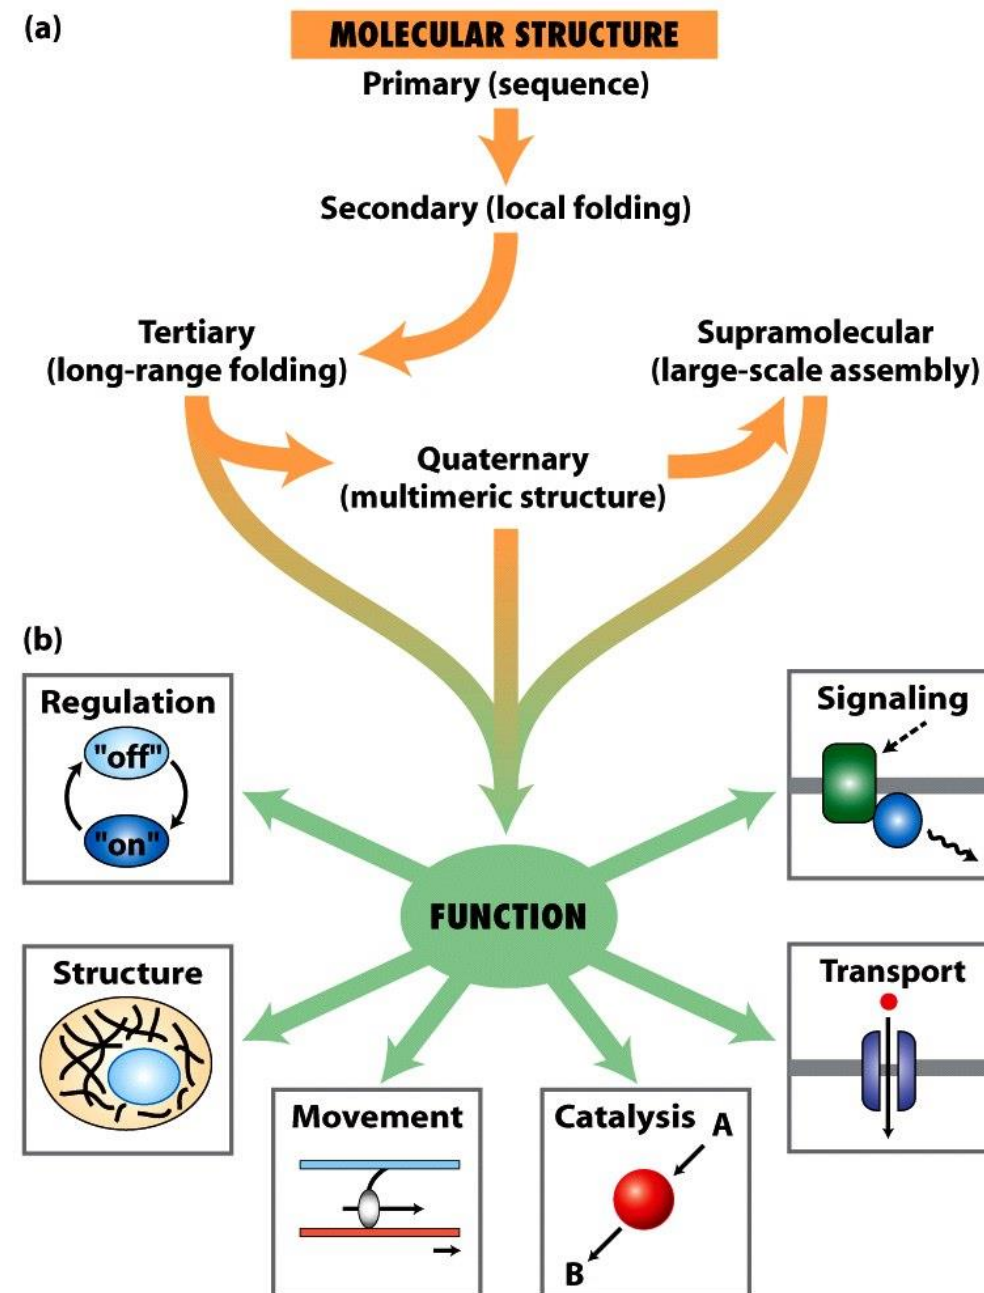 (a)
MOLECULAR STRUCTURE
Primary (sequence)
Secondary (local folding)
Tertiary
(long-range folding)
Supramolecular
(large-scale assembly)
Quaternary
(multimeric structure)
(b)
Regulation
"off"
"on"
Signaling
FUNCTION
Structure
Transport
Movement
Catalysis
A
B